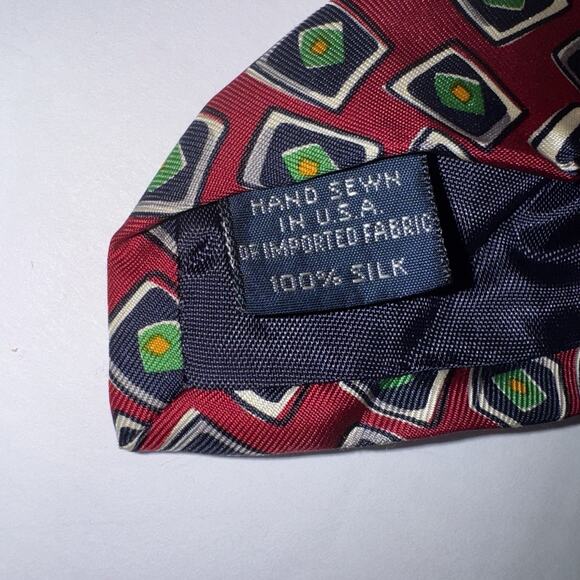 HAND SEWN
IN U.S.A.
OF IMPORTED FABRIC
100% SILK